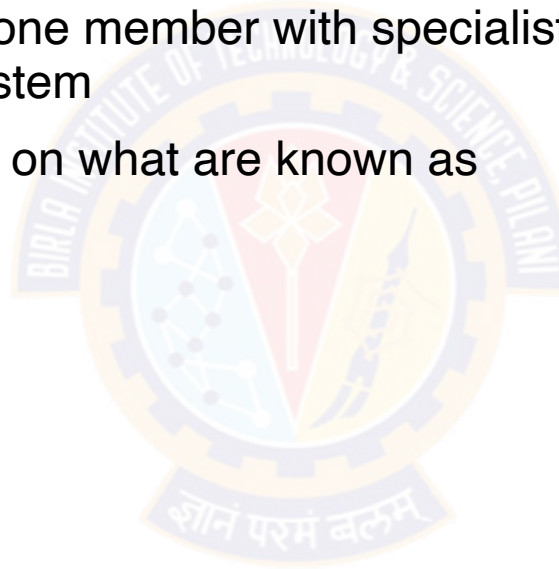 one member with specialist
stem
on what are known as
BIRLA INSTITUTE OF TECHNOLOGY & SCIENCE, PILANI
ज्ञानं परमं बलम्